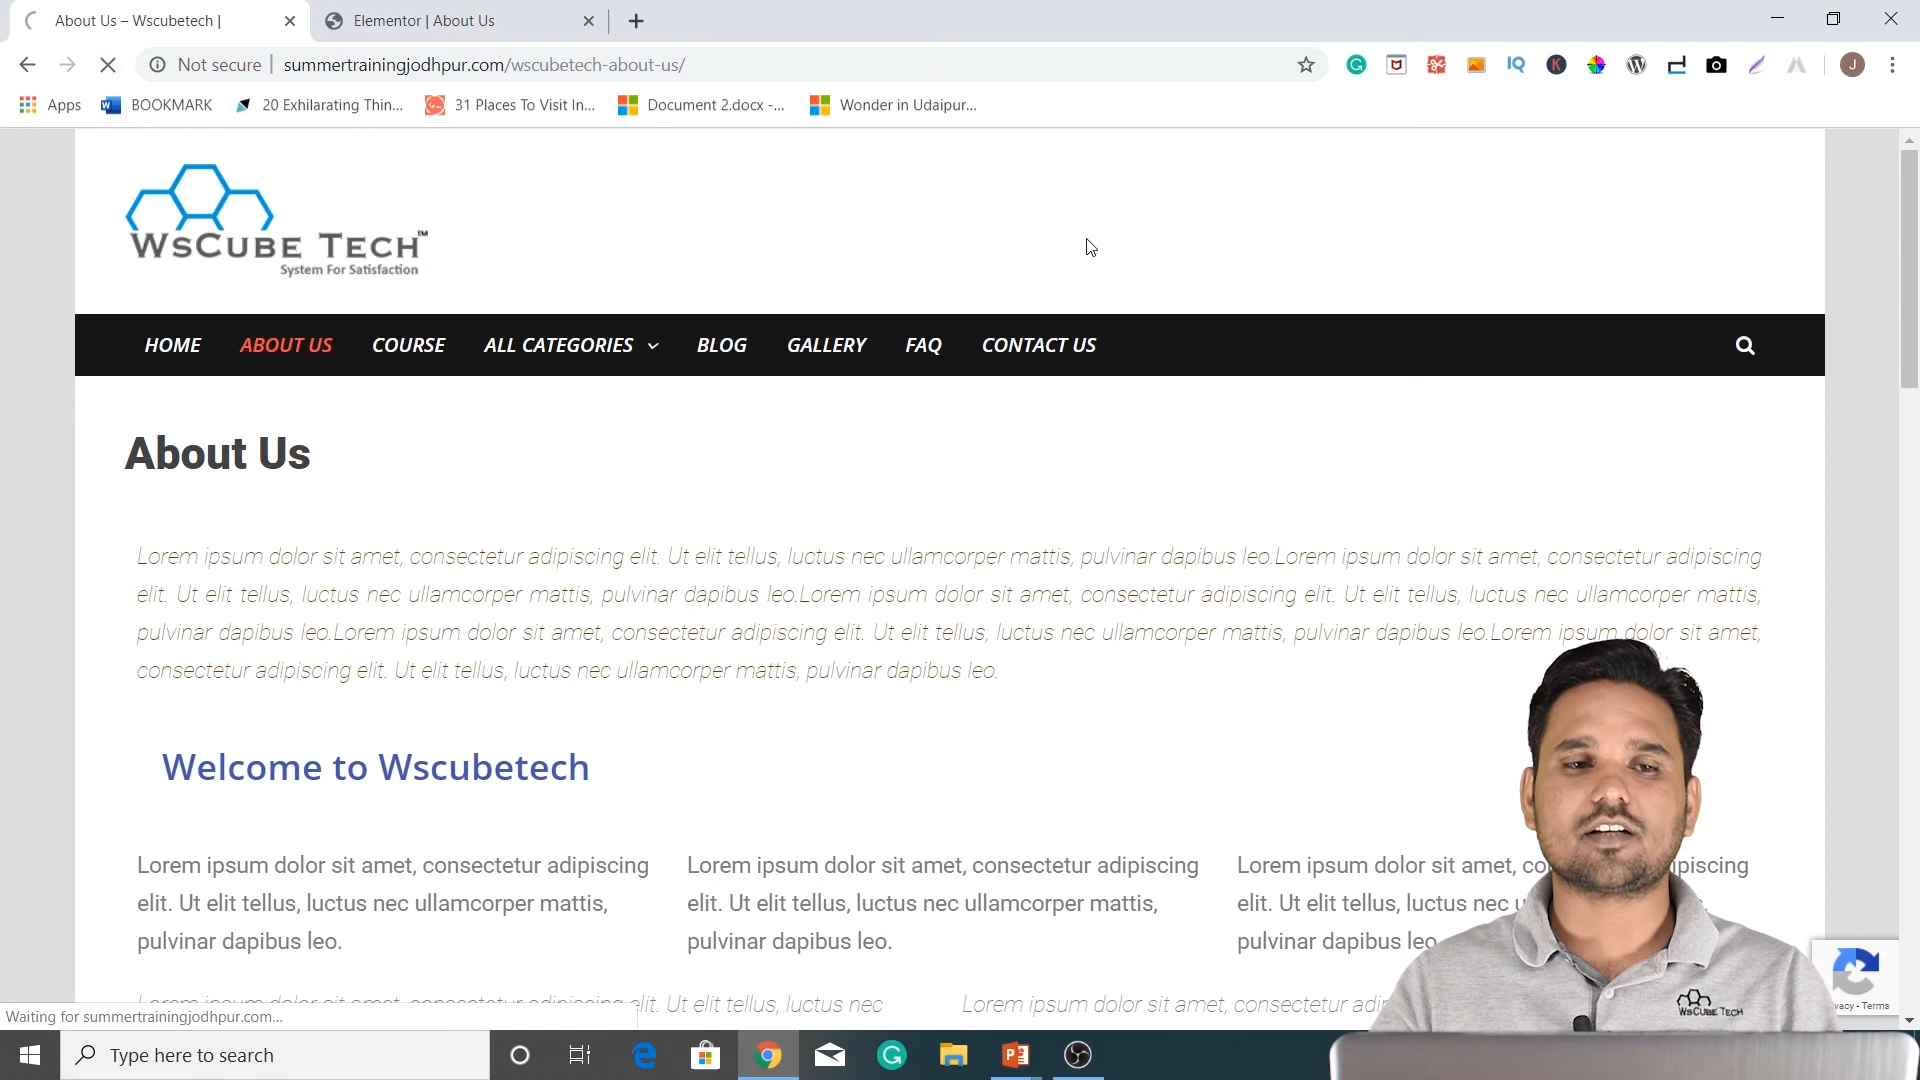 About Us – Wscubetech |
Elementor | About Us
Not secure | summertrainingjodhpur.com/wscubetech-about-us/
IQ
K
J
Apps
BOOKMARK
20 Exhilarating Thin...
31 Places To Visit In...
Document 2.docx -...
Wonder in Udaipur...
WSCUBE TECH™
System For Satisfaction
HOME
ABOUT US
COURSE
ALL CATEGORIES
BLOG
GALLERY
FAQ
CONTACT US
About Us
Lorem ipsum dolor sit amet, consectetur adipiscing elit. Ut elit tellus, luctus nec ullamcorper mattis, pulvinar dapibus leo.Lorem ipsum dolor sit amet, consectetur adipiscing
elit. Ut elit tellus, luctus nec ullamcorper mattis, pulvinar dapibus leo.Lorem ipsum dolor sit amet, consectetur adipiscing elit. Ut elit tellus, luctus nec ullamcorper mattis,
pulvinar dapibus leo.Lorem ipsum dolor sit amet, consectetur adipiscing elit. Ut elit tellus, luctus nec ullamcorper mattis, pulvinar dapibus leo.Lorem ipsum dolor sit amet,
consectetur adipiscing elit. Ut elit tellus, luctus nec ullamcorper mattis, pulvinar dapibus leo.
Welcome to Wscubetech
Lorem ipsum dolor sit amet, consectetur adipiscing
elit. Ut elit tellus, luctus nec ullamcorper mattis,
pulvinar dapibus leo.
Lorem ipsum dolor sit amet, consectetur adipiscing
elit. Ut elit tellus, luctus nec ullamcorper mattis,
pulvinar dapibus leo.
Lorem ipsum dolor sit amet,
elit. Ut elit tellus, luctus nec
pulvinar dapibus leo
Lorem ipsum dolor sit amet, consectetur adipiscing elit. Ut elit tellus, luctus nec
Lorem ipsum dolor sit amet, consectetur
- Terms
WSCUBE TECH
Waiting for summertrainingjodhpur.com...
Type here to search